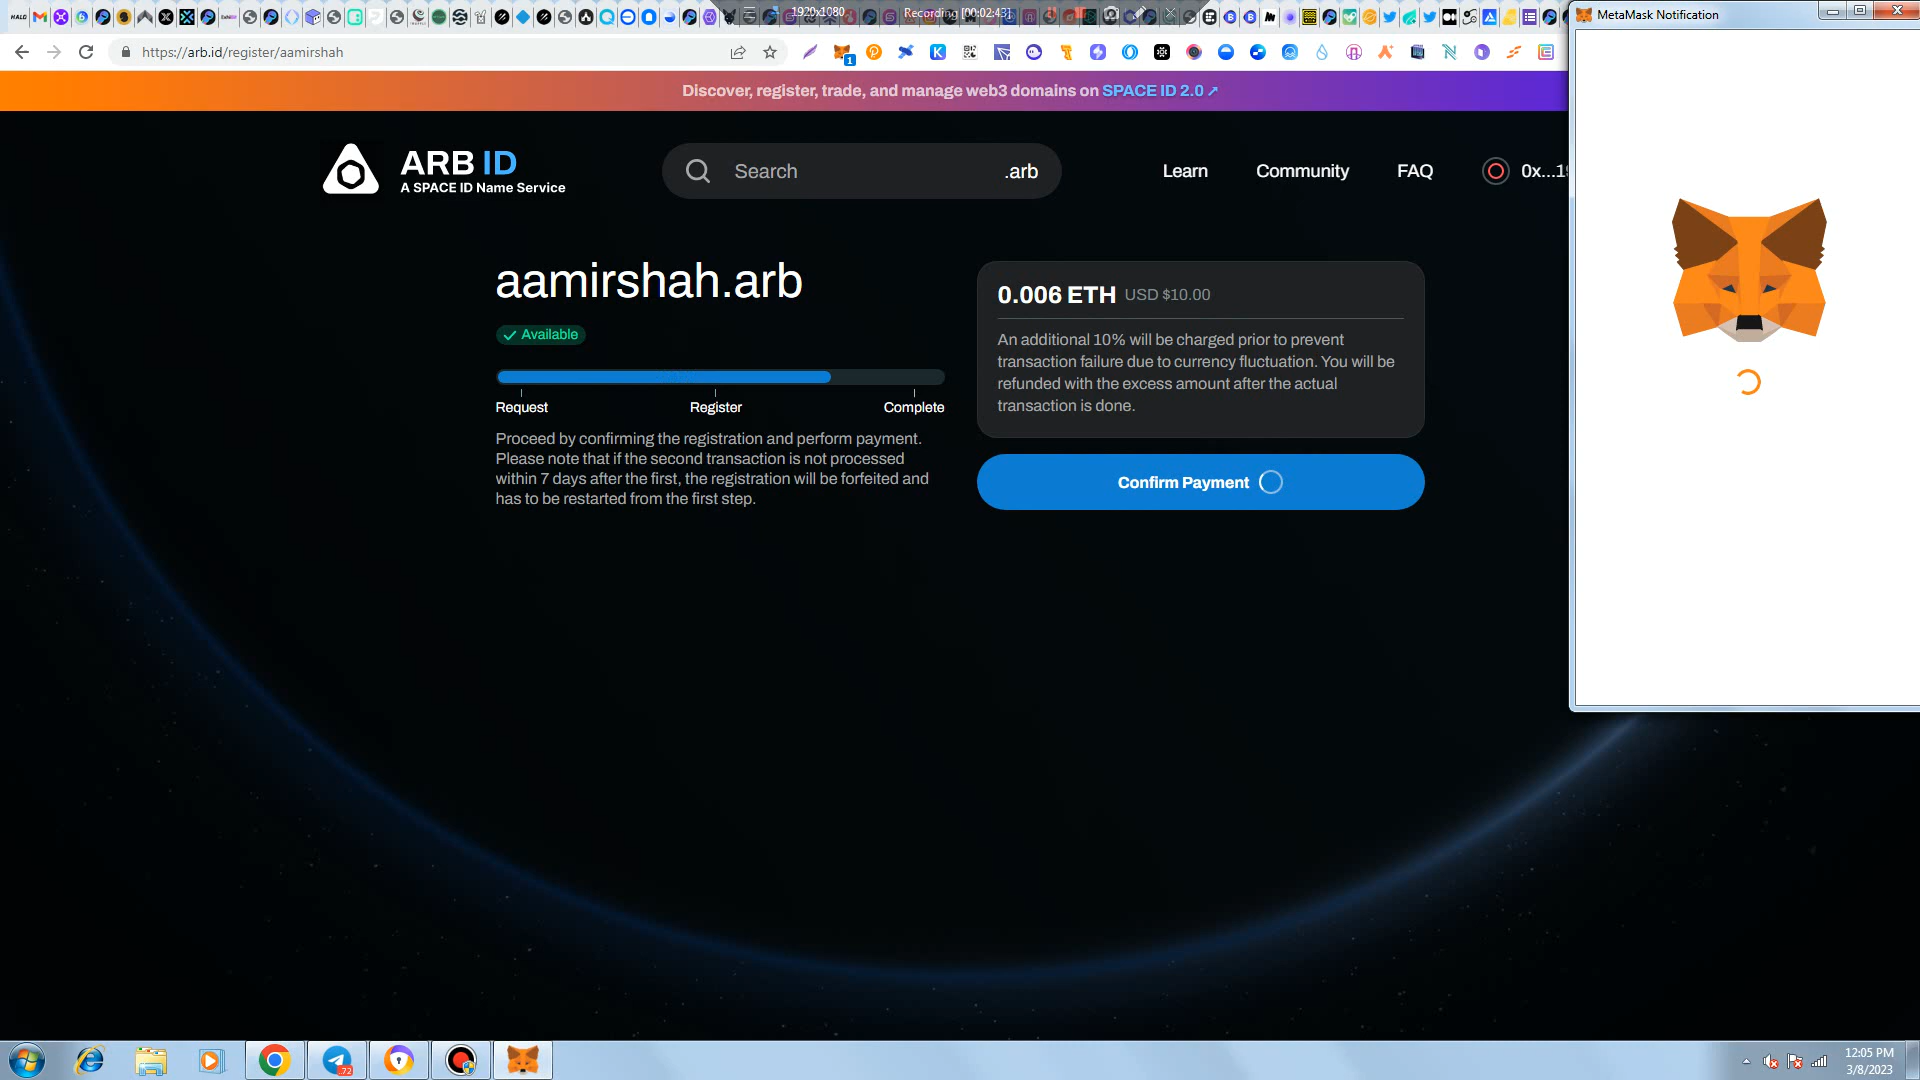 1920x1080
Recording [00:02:43]
MetaMask Notification
https://arb.id/register/aamirshah
1
Discover, register, trade, and manage web3 domains on SPACE ID 2.0 ↗
ARB ID
A SPACE ID Name Service
Search
.arb
Learn
Community
FAQ
0x...19
aamirshah.arb
Available
Request
Register
Complete
Proceed by confirming the registration and perform payment.
Please note that if the second transaction is not processed
within 7 days after the first, the registration will be forfeited and
has to be restarted from the first step.
0.006 ETH USD $10.00
An additional 10% will be charged prior to prevent
transaction failure due to currency fluctuation. You will be
refunded with the excess amount after the actual
transaction is done.
Confirm Payment
72
12:05 PM
3/8/2023